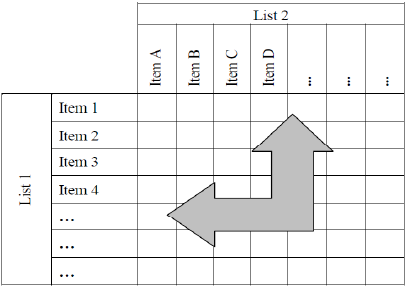 List 2
Item A
Item B
Item C
Item D
...
...
...
List 1
Item 1
Item 2
Item 3
Item 4
...
...
...